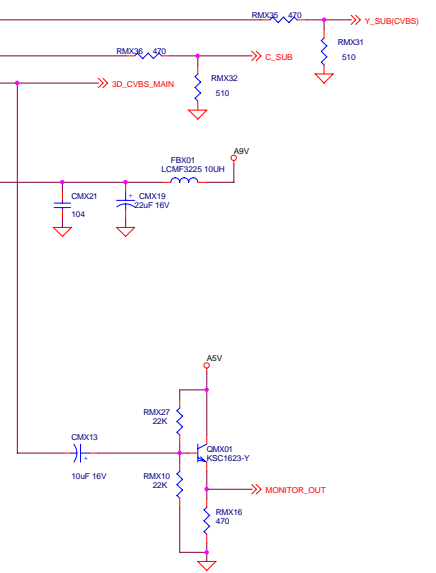 RMX35 470
Y_SUB(CVBS)
RMX31
510
RMX36 470
C_SUB
RMX32
510
3D_CVBS_MAIN
A9V
FBX01
LCMF3225 10UH
CMX21
104
+
CMX19
22uF 16V
A5V
RMX27
22K
CMX13
+
10uF 16V
QMX01
KSC1623-Y
RMX10
22K
MONITOR_OUT
RMX16
470